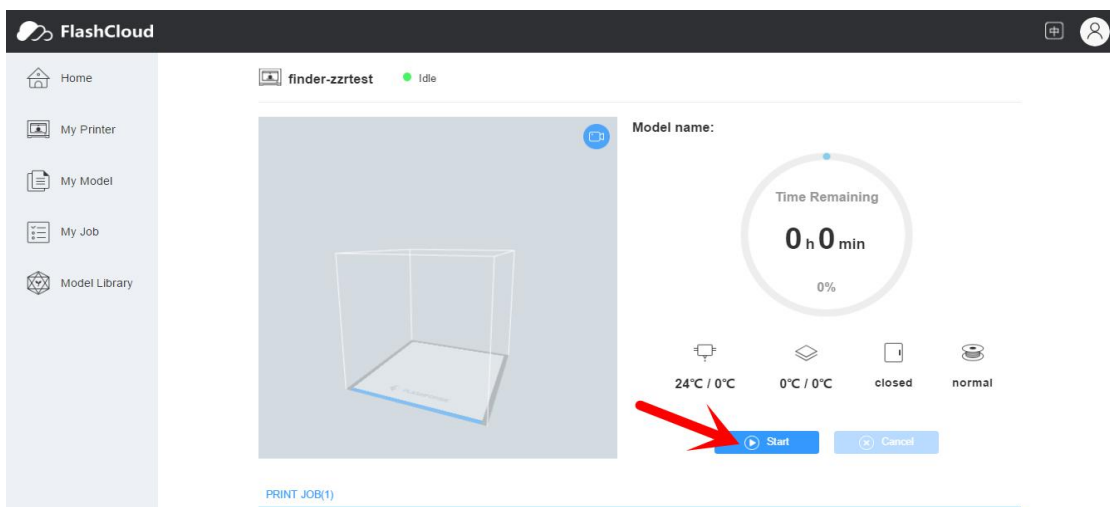 FlashCloud
中
Home
My Printer
My Model
My Job
Model Library
finder-zzrtest
Idle
Model name:
Time Remaining
0 h 0 min
0%
24℃ / 0℃
0℃ / 0℃
closed
normal
Start
Cancel
PRINT JOB(1)